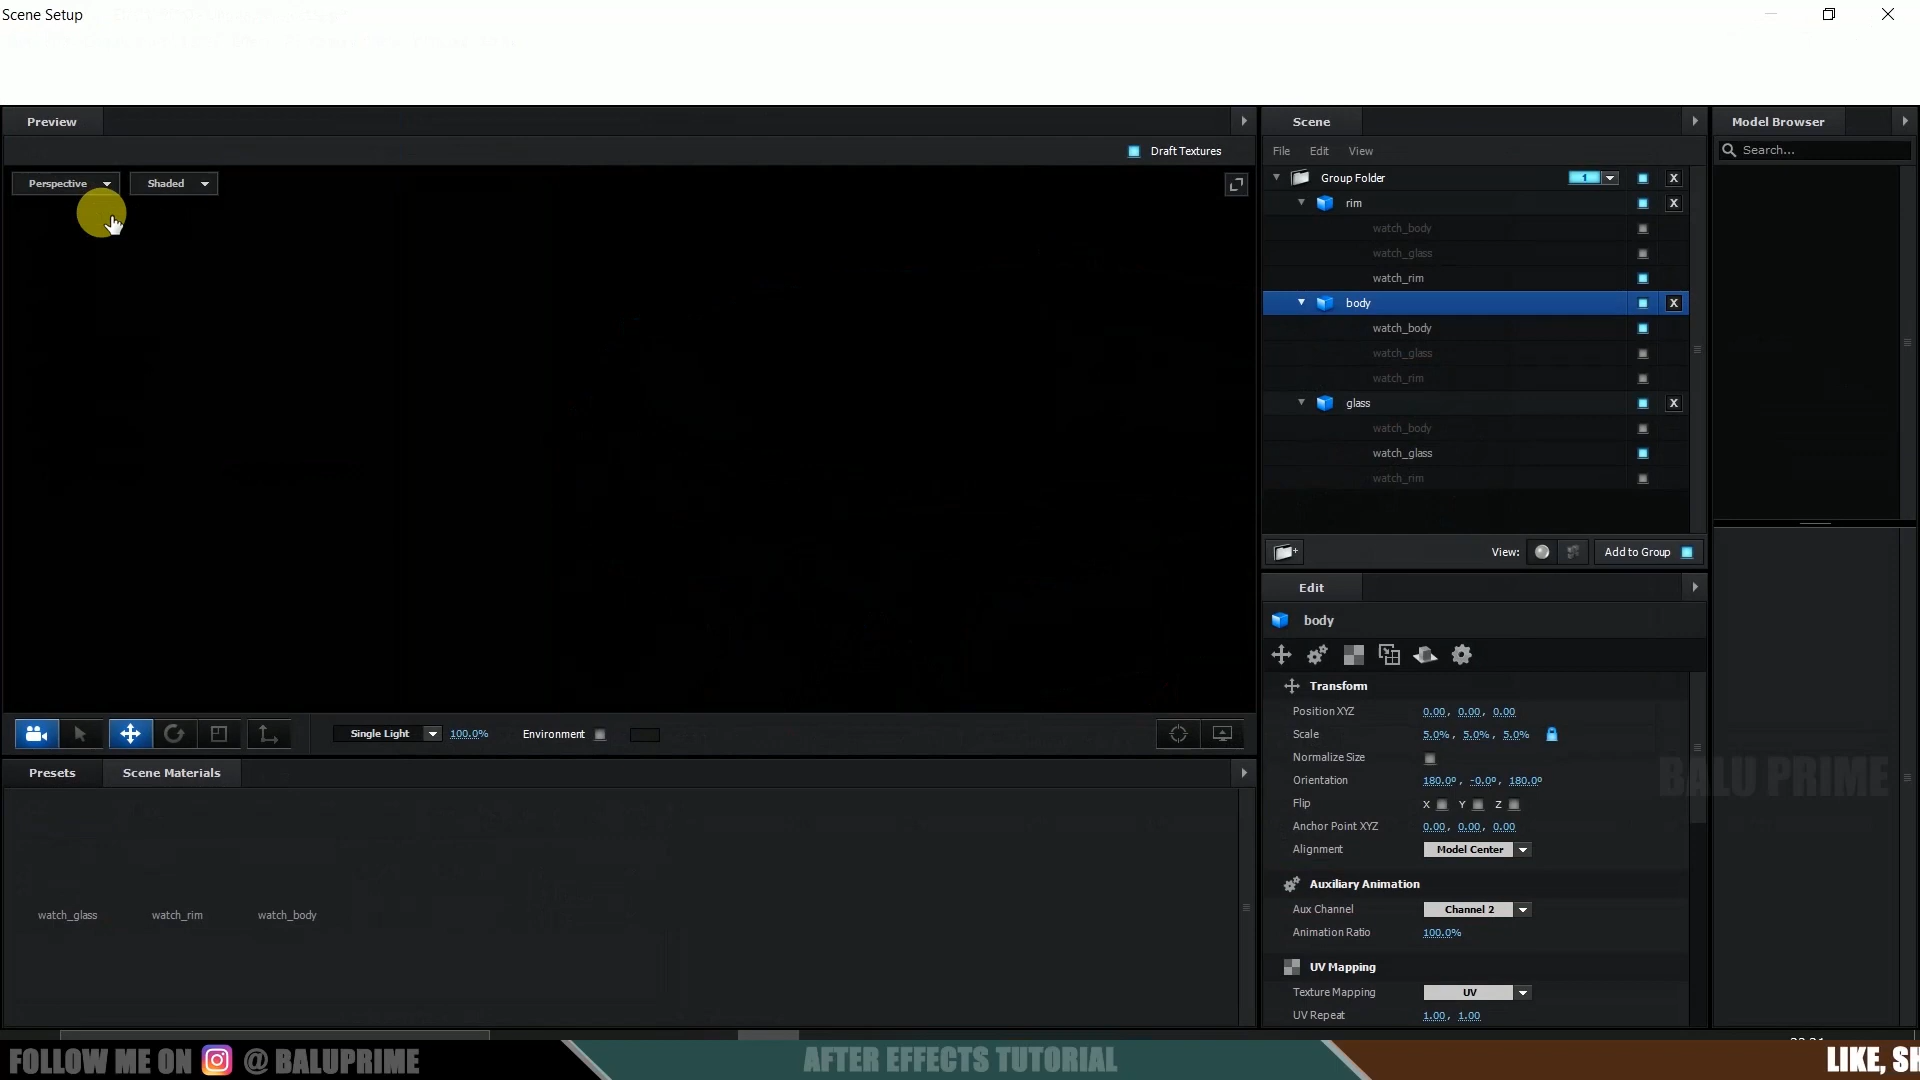 Scene Setup
Preview
Draft Textures
Perspective
Shaded
Single Light
100.0%
Environment
Presets
Scene Materials
watch_glass
watch_rim
watch_body
Scene
File
Edit
View
Group Folder
1
X
rim
X
watch_body
watch_glass
watch_rim
body
X
watch_body
watch_glass
watch_rim
glass
X
watch_body
watch_glass
watch_rim
View:
Add to Group
Edit
body
Transform
Position XYZ
0.00, 0.00, 0.00
Scale
5.0%, 5.0%, 5.0%
Normalize Size
Orientation
180.0º, -0.0º, 180.0º
Flip
X Y Z
Anchor Point XYZ
0.00, 0.00, 0.00
Alignment
Model Center
Auxiliary Animation
Aux Channel
Channel 2
Animation Ratio
100.0%
UV Mapping
Texture Mapping
UV
UV Repeat
1.00, 1.00
Model Browser
Search...
BALU PRIME
FOLLOW ME ON @ BALUPRIME
AFTER EFFECTS TUTORIAL
LIKE, SH